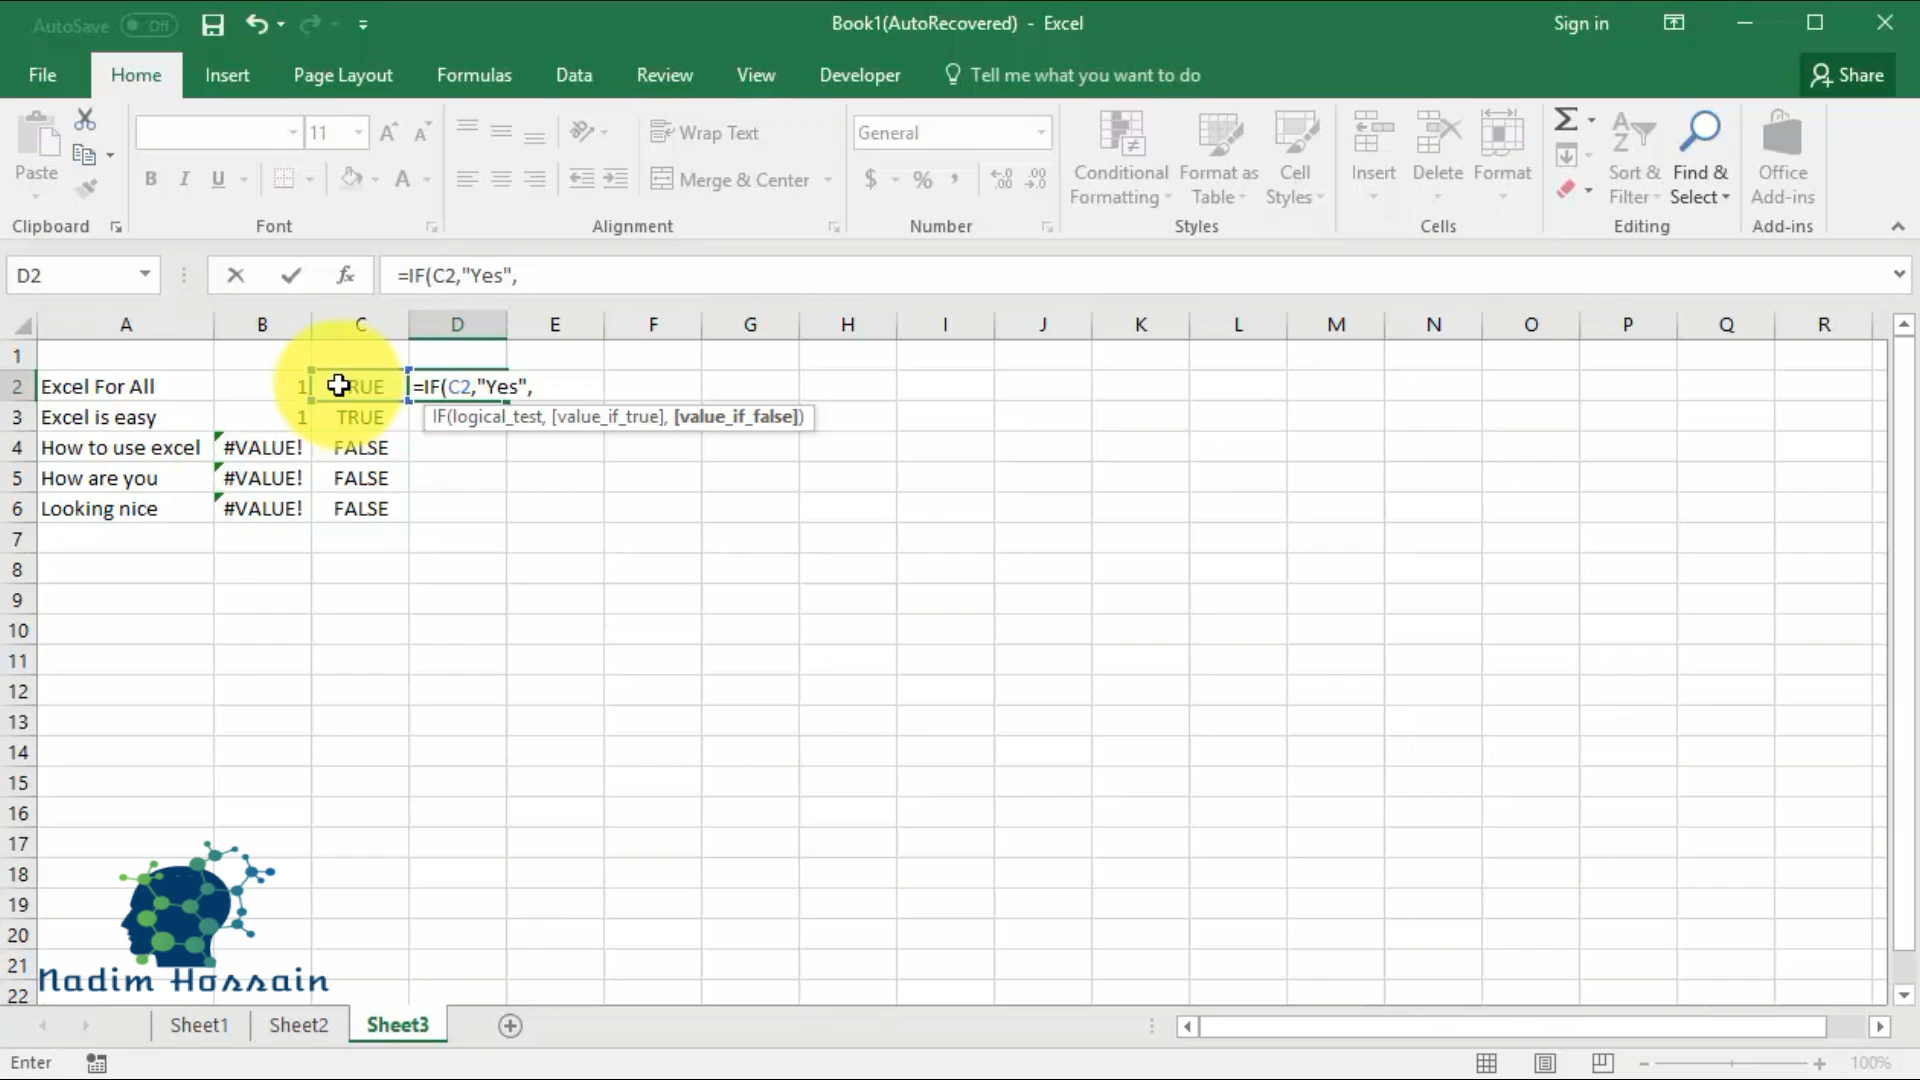 AutoSave Off
Book1(AutoRecovered) - Excel
Sign in
File Home Insert Page Layout Formulas Data Review View Developer Tell me what you want to do Share
11 Wrap Text General
Paste B I U A Merge & Center $ % , Conditional Formatting Format as Table Cell Styles Insert Delete Format Sort & Filter Find & Select Office Add-ins
Clipboard Font Alignment Number Styles Cells Editing Add-ins
D2 fx =IF(C2,"Yes",
A B C D E F G H I J K L M N O P Q R
1
2 Excel For All 1 TRUE =IF(C2,"Yes",
IF(logical_test, [value_if_true], [value_if_false])
3 Excel is easy 1 TRUE
4 How to use excel #VALUE! FALSE
5 How are you #VALUE! FALSE
6 Looking nice #VALUE! FALSE
7
8
9
10
11
12
13
14
15
16
17
18
19
20
21
22
Nadim Hossain
Sheet1 Sheet2 Sheet3
Enter 100%